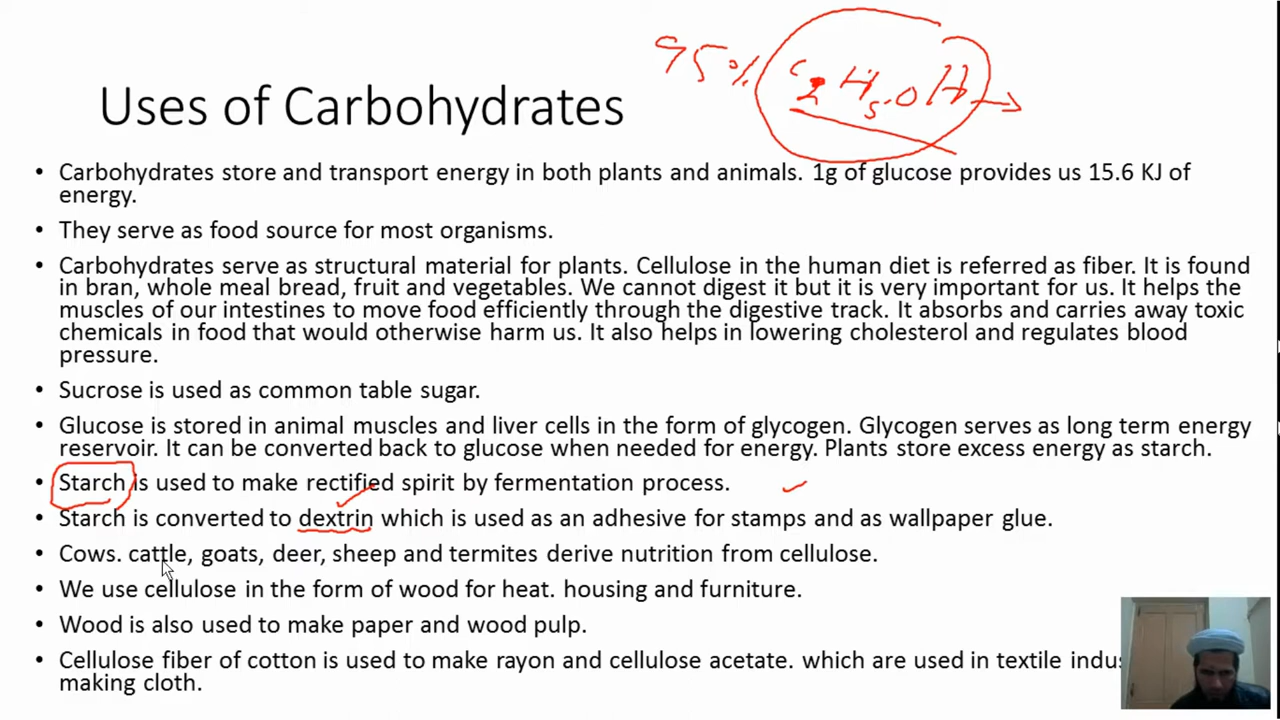 95% C2H5.OH
Uses of Carbohydrates
• Carbohydrates store and transport energy in both plants and animals. 1g of glucose provides us 15.6 KJ of
energy.
• They serve as food source for most organisms.
• Carbohydrates serve as structural material for plants. Cellulose in the human diet is referred as fiber. It is found
in bran, whole meal bread, fruit and vegetables. We cannot digest it but it is very important for us. It helps the
muscles of our intestines to move food efficiently through the digestive track. It absorbs and carries away toxic
chemicals in food that would otherwise harm us. It also helps in lowering cholesterol and regulates blood
pressure.
• Sucrose is used as common table sugar.
• Glucose is stored in animal muscles and liver cells in the form of glycogen. Glycogen serves as long term energy
reservoir. It can be converted back to glucose when needed for energy. Plants store excess energy as starch.
• Starch is used to make rectified spirit by fermentation process.
• Starch is converted to dextrin which is used as an adhesive for stamps and as wallpaper glue.
• Cows. cattle, goats, deer, sheep and termites derive nutrition from cellulose.
• We use cellulose in the form of wood for heat. housing and furniture.
• Wood is also used to make paper and wood pulp.
• Cellulose fiber of cotton is used to make rayon and cellulose acetate. which are used in textile
making cloth.